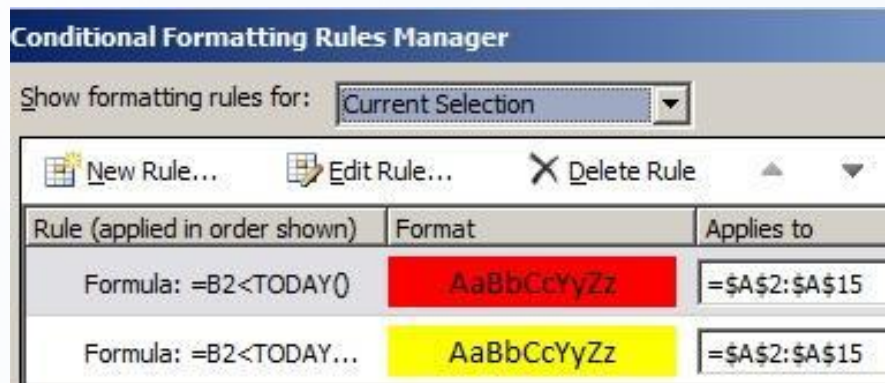 Conditional Formatting Rules Manager
Show formatting rules for: Current Selection
New Rule... Edit Rule... Delete Rule
Rule (applied in order shown) Format Applies to
Formula: =B2<TODAY() AaBbCcYyZz =$A$2:$A$15
Formula: =B2<TODAY... AaBbCcYyZz =$A$2:$A$15